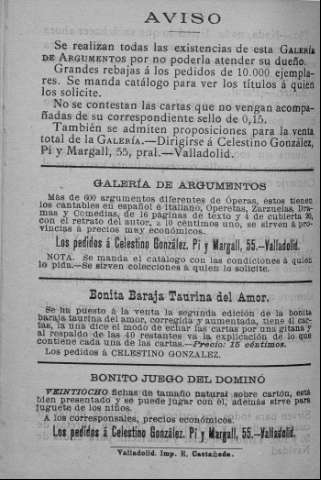 AVISO
Se realizan todas las existencias de esta GALERÍA
DE ARGUMENTOS por no poderla atender su dueño.
Grandes rebajas á los pedidos de 10.000 ejempla-
res. Se manda catálogo para ver los títulos á quien
los solicite.
No se contestan las cartas que no vengan acompa-
ñadas de su correspondiente sello de 0,15.
También se admiten proposiciones para la venta
total de la GALERÍA.—Dirigirse á Celestino González,
Pi y Margall, 55, pral.—Valladolid.
GALERÍA DE ARGUMENTOS
Más de 600 argumentos diferentes de Óperas, estos tienen
los cantables en español é italiano, Operetas, Zarzuelas, Dra-
mas y Comedias, de 16 páginas de texto y 4 de cubierta
con el retrato del autor, á 10 céntimos uno, se sirven á pro-
vincias á precios muy económicos.
Los pedidos á Celestino González, Pi y Margall, 55.—Valladolid.
NOTA. Se manda el catálogo con las condiciones á quien
lo pida.—Se sirven colecciones á quien lo solicite.
Bonita Baraja Taurina del Amor.
Se ha puesto á la venta la segunda edición de la bonita
baraja taurina del amor, corregida y aumentada, tiene 41 car-
tas, la una dice el modo de echar las cartas por una gitana y
al respaldo de las 40 restantes va la explicación de lo que
contiene cada una de las cartas.—Precio: 15 céntimos.
Los pedidos á CELESTINO GONZALEZ.
BONITO JUEGO DEL DOMINÓ
VEINTIOCHO fichas de tamaño natural sobre cartón, está
bien presentado y se puede jugar con él, además sirve para
juguete de los niños.
A los corresponsales, precios económicos.
Los pedidos á Celestino González, Pi y Margall, 55.—Valladolid.
Valladolid. Imp. E. Castañeda.